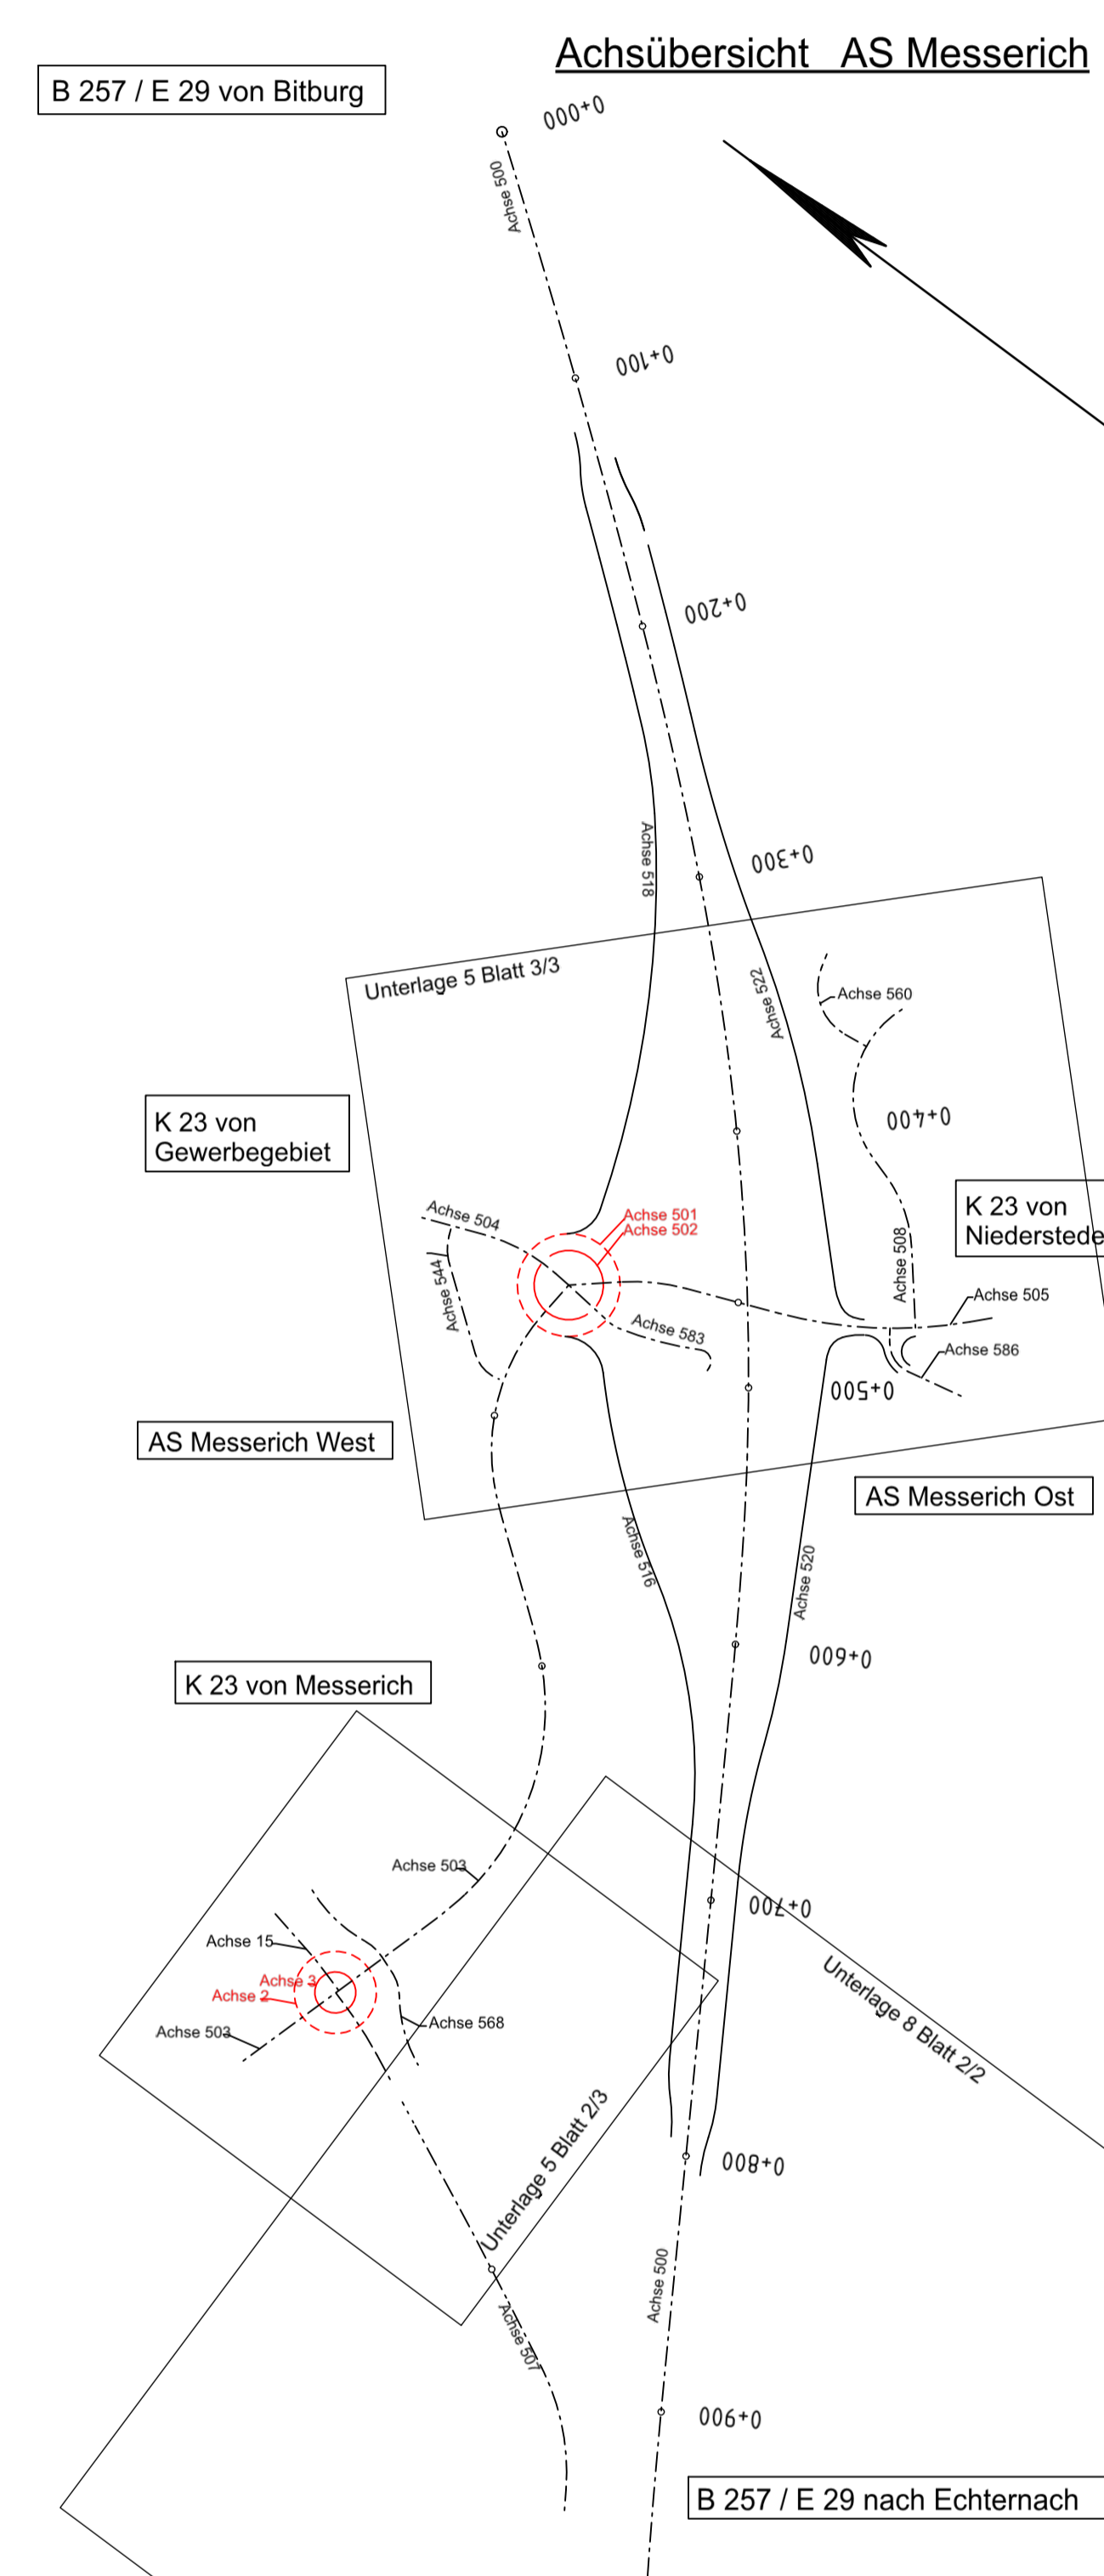 Achsübersicht AS Messerich
B 257 / E 29 von Bitburg
0+000
Achse 500
0+100
0+200
Achse 518
0+300
Unterlage 5 Blatt 3/3
Achse 522
Achse 560
K 23 von
Gewerbegebiet
0+400
K 23 von
Achse 504
Achse 501
Achse 502
Achse 544
Achse 508
Achse 505
Achse 583
Achse 586
0+500
AS Messerich West
AS Messerich Ost
Achse 516
Achse 520
0+600
K 23 von Messerich
Achse 503
0+700
Achse 15
Achse 3
Achse 2
Achse 503
Achse 568
Unterlage 8 Blatt 2/2
Unterlage 5 Blatt 2/3
0+800
Achse 500
Achse 507
0+900
B 257 / E 29 nach Echternach